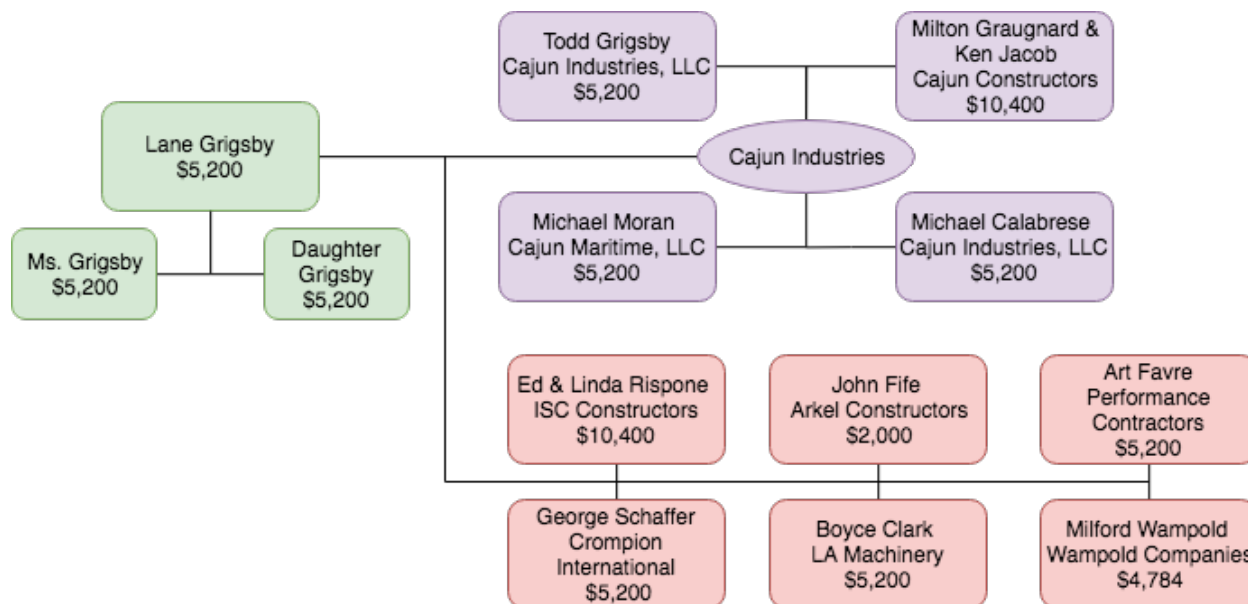 Todd Grigsby
Cajun Industries, LLC
$5,200
Milton Graugnard &
Ken Jacob
Cajun Constructors
$10,400
Lane Grigsby
$5,200
Cajun Industries
Ms. Grigsby
$5,200
Daughter
Grigsby
$5,200
Michael Moran
Cajun Maritime, LLC
$5,200
Michael Calabrese
Cajun Industries, LLC
$5,200
Ed & Linda Rispone
ISC Constructors
$10,400
John Fife
Arkel Constructors
$2,000
Art Favre
Performance
Contractors
$5,200
George Schaffer
Crompion
International
$5,200
Boyce Clark
LA Machinery
$5,200
Milford Wampold
Wampold Companies
$4,784